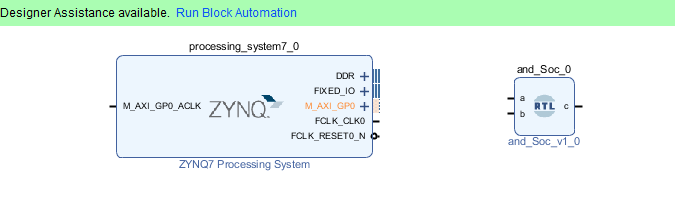 Designer Assistance available. Run Block Automation
processing_system7_0
DDR
FIXED_IO
M_AXI_GP0_ACLK
M_AXI_GP0
FCLK_CLK0
FCLK_RESET0_N
ZYNQ
ZYNQ7 Processing System
and_Soc_0
a
b
c
RTL
and_Soc_v1_0